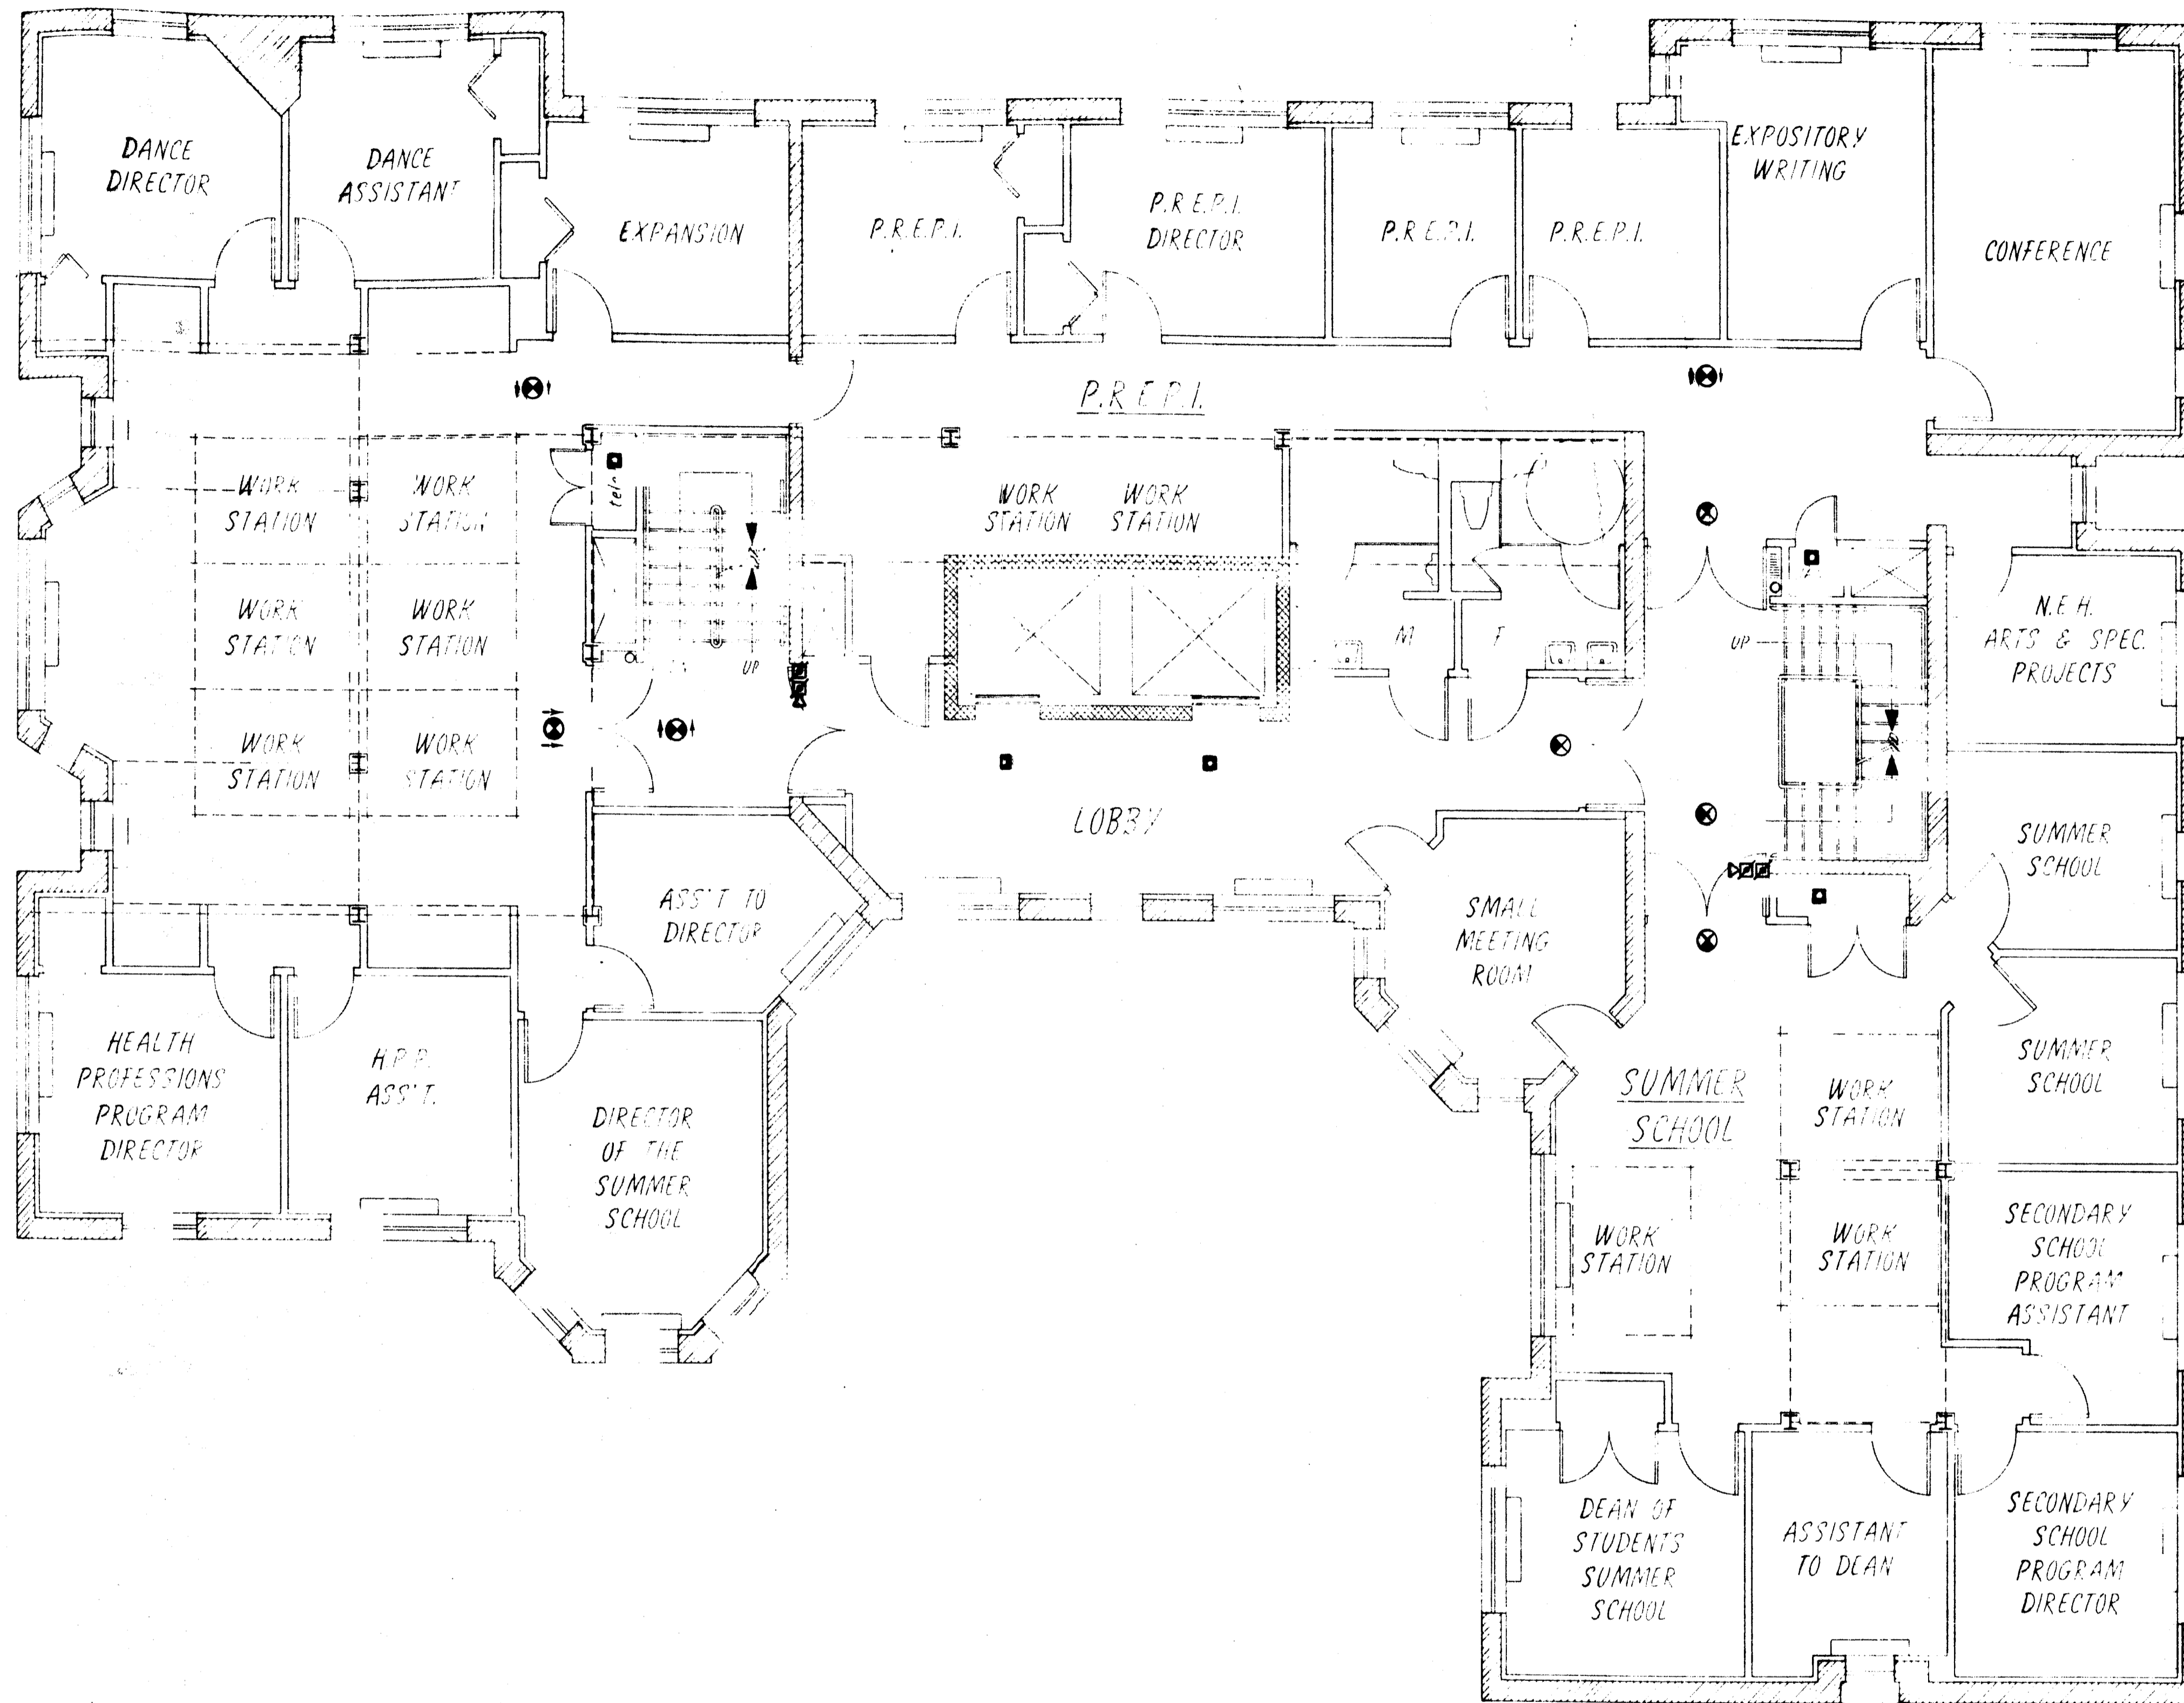 DANCE
DIRECTOR
DANCE
ASSISTANT
EXPANSION
P.R.E.P.I.
P.R.E.P.I.
DIRECTOR
P.R.E.P.I.
P.R.E.P.I.
EXPOSITORY
WRITING
CONFERENCE
P.R.E.P.I.
WORK
STATION
WORK
STATION
tel
WORK
STATION
WORK
STATION
WORK
STATION
WORK
STATION
UP
M
F
UP
N.E.H.
ARTS & SPEC.
PROJECTS
WORK
STATION
WORK
STATION
LOBBY
SUMMER
SCHOOL
ASS'T TO
DIRECTOR
SMALL
MEETING
ROOM
HEALTH
PROFESSIONS
PROGRAM
DIRECTOR
H.P.P.
ASS'T.
DIRECTOR
OF THE
SUMMER
SCHOOL
SUMMER
SCHOOL
WORK
STATION
SUMMER
SCHOOL
WORK
STATION
WORK
STATION
SECONDARY
SCHOOL
PROGRAM
ASSISTANT
DEAN OF
STUDENTS
SUMMER
SCHOOL
ASSISTANT
TO DEAN
SECONDARY
SCHOOL
PROGRAM
DIRECTOR